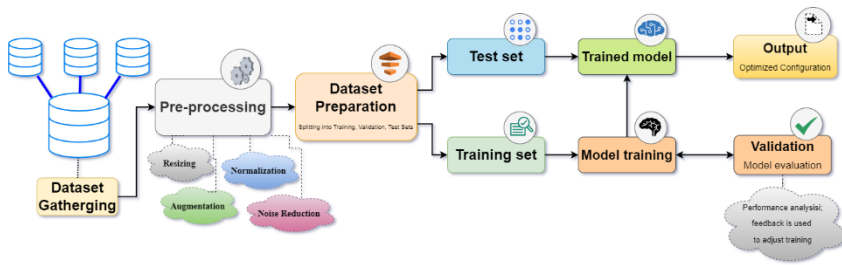 Dataset
Gatherging
Pre-processing
Resizing
Normalization
Augmentation
Noise Reduction
Dataset
Preparation
Splitting into Training, Validation, Test Sets
Test set
Training set
Trained model
Model training
Output
Optimized Configuration
Validation
Model evaluation
Performance analysisi;
feedback is used
to adjust training